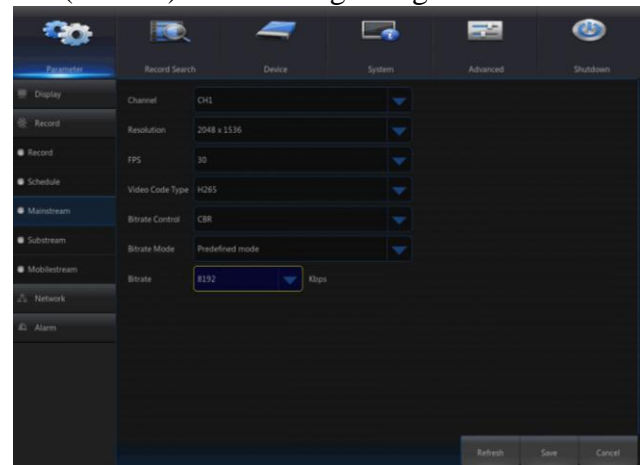 Parameter Record Search Device System Advanced Shutdown
Display
Record
Record
Schedule
Mainstream
Substream
Mobilestream
Network
Alarm
Channel CH1
Resolution 2048 x 1536
FPS 30
Video Code Type H265
Bitrate Control CBR
Bitrate Mode Predefined mode
Bitrate 8192 Kbps
Refresh Save Cancel